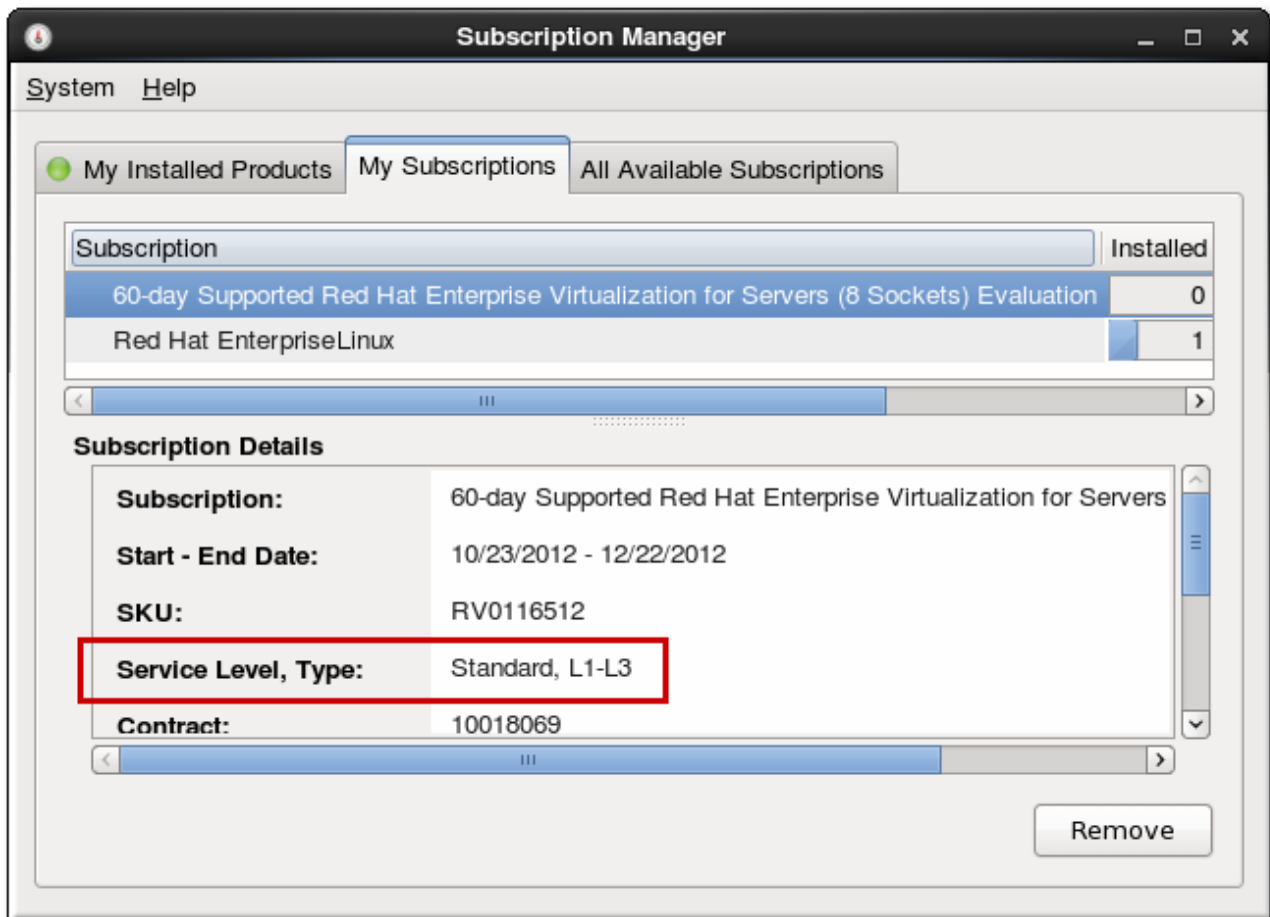 Subscription Manager
System Help
My Installed Products My Subscriptions All Available Subscriptions
Subscription Installed
60-day Supported Red Hat Enterprise Virtualization for Servers (8 Sockets) Evaluation 0
Red Hat EnterpriseLinux 1
Subscription Details
Subscription: 60-day Supported Red Hat Enterprise Virtualization for Servers
Start - End Date: 10/23/2012 - 12/22/2012
SKU: RV0116512
Service Level, Type: Standard, L1-L3
Contract: 10018069
Remove